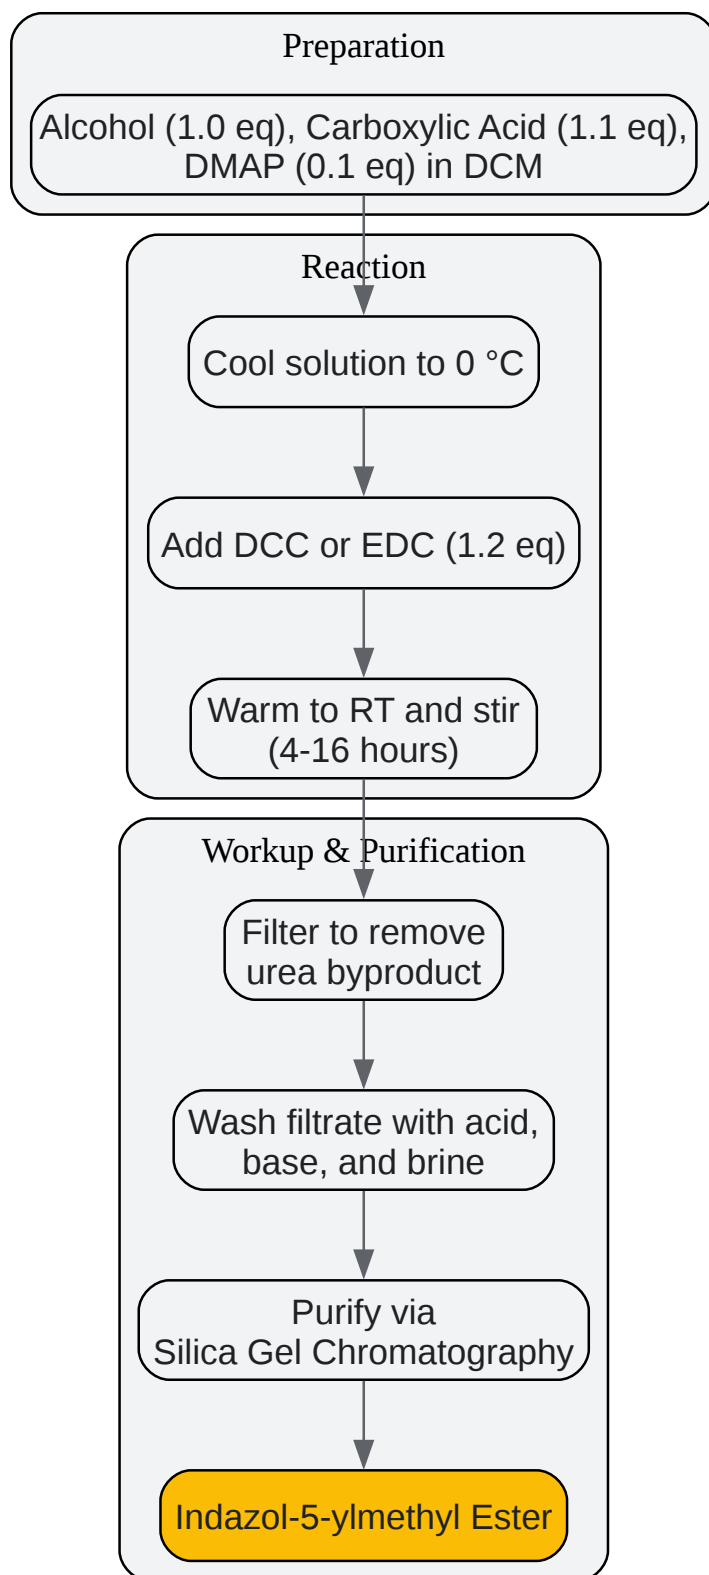 Preparation
Alcohol (1.0 eq), Carboxylic Acid (1.1 eq),
DMAP (0.1 eq) in DCM
Reaction
Cool solution to 0 °C
Add DCC or EDC (1.2 eq)
Warm to RT and stir
(4-16 hours)
Workup & Purification
Filter to remove
urea byproduct
Wash filtrate with acid,
base, and brine
Purify via
Silica Gel Chromatography
Indazol-5-ylmethyl Ester